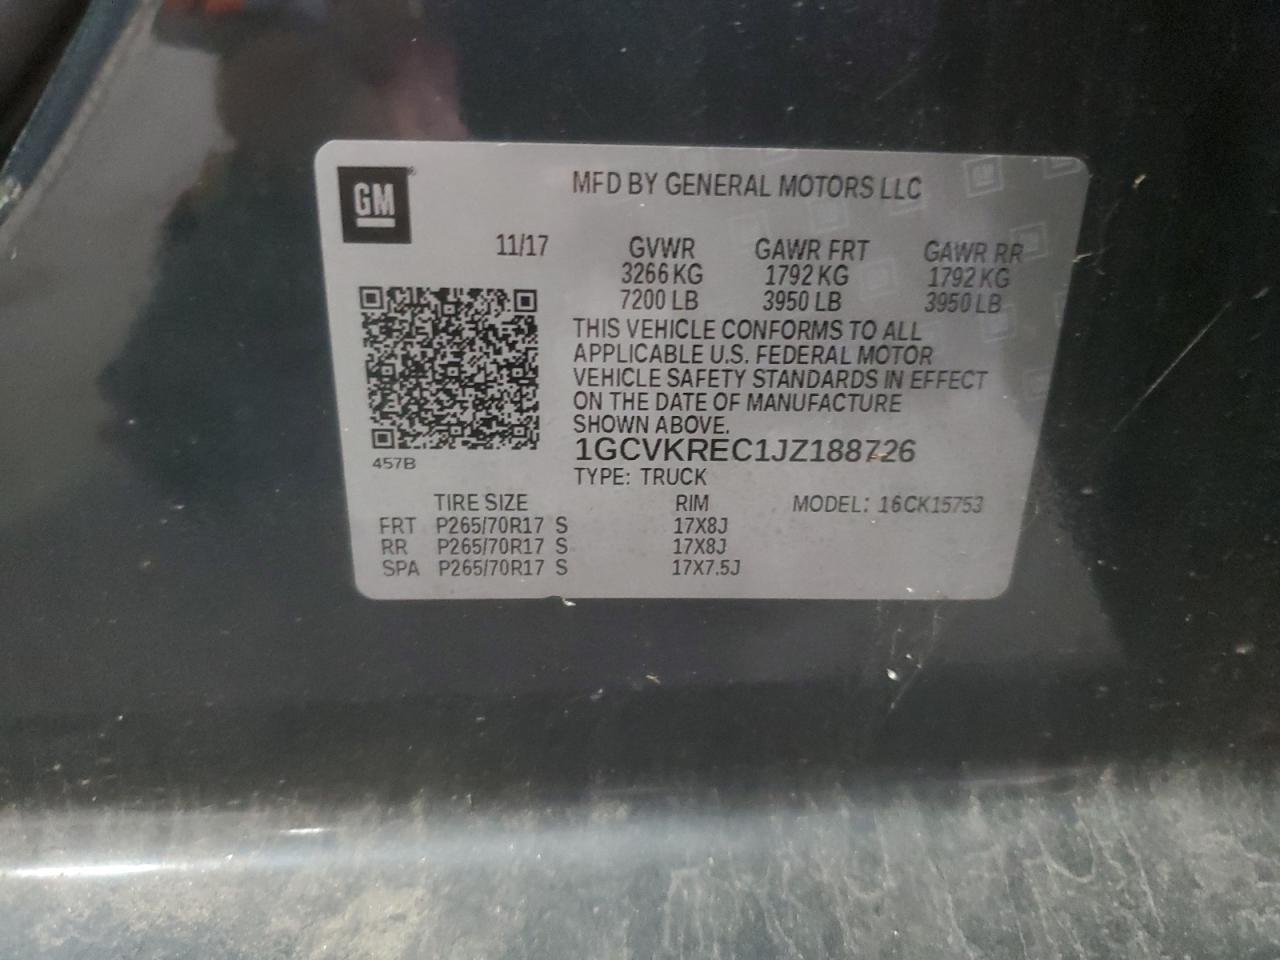 GM
MFD BY GENERAL MOTORS LLC
11/17 GVWR GAWR FRT GAWR RR
3266 KG 1792 KG 1792 KG
7200 LB 3950 LB 3950 LB
THIS VEHICLE CONFORMS TO ALL
APPLICABLE U.S. FEDERAL MOTOR
VEHICLE SAFETY STANDARDS IN EFFECT
ON THE DATE OF MANUFACTURE
SHOWN ABOVE.
1GCVKREC1JZ188726
457B
TYPE: TRUCK
TIRE SIZE RIM MODEL: 16CK15753
FRT P265/70R17 S 17X8J
RR P265/70R17 S 17X8J
SPA P265/70R17 S 17X7.5J